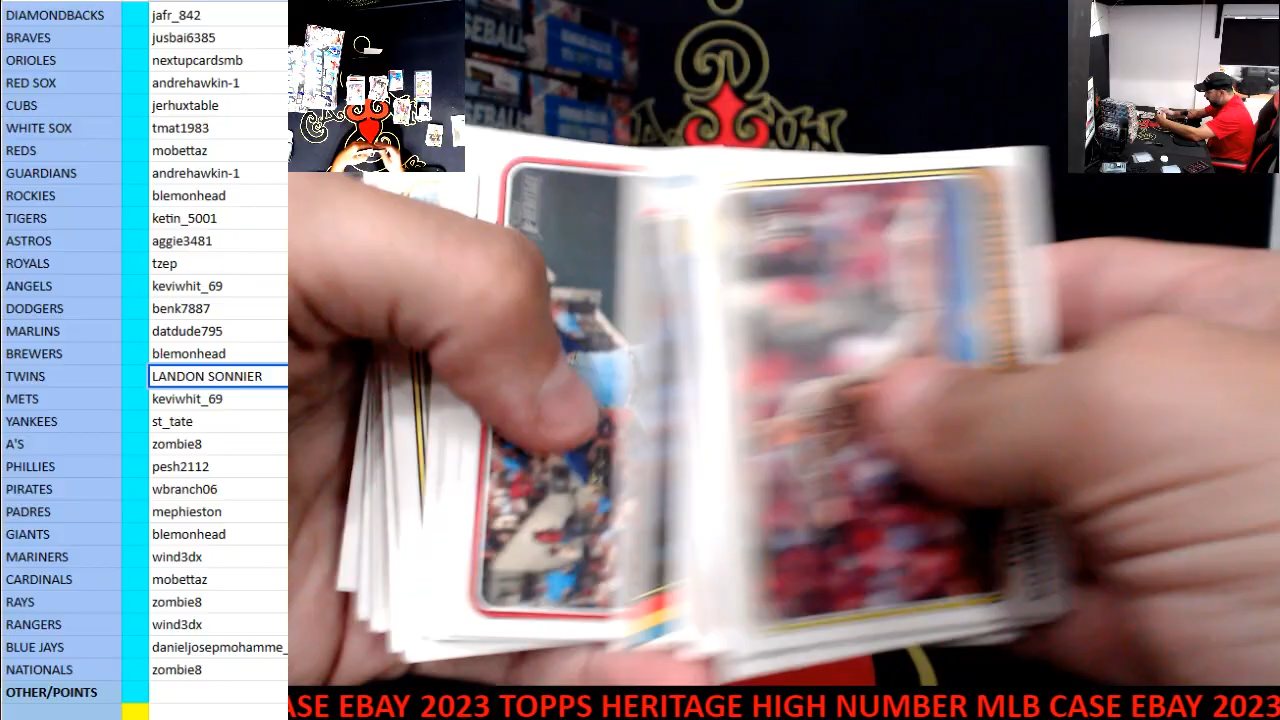 DIAMONDBACKS jafr_842
BRAVES jusbai6385
ORIOLES nextupcardsmb
RED SOX andrehawkin-1
CUBS jerhuxtable
WHITE SOX tmat1983
REDS mobettaz
GUARDIANS andrehawkin-1
ROCKIES blemonhead
TIGERS ketin_5001
ASTROS aggie3481
ROYALS tzep
ANGELS keviwhit_69
DODGERS benk7887
MARLINS datdude795
BREWERS blemonhead
TWINS LANDON SONNIER
METS keviwhit_69
YANKEES st_tate
A'S zombie8
PHILLIES pesh2112
PIRATES wbranch06
PADRES mephieston
GIANTS blemonhead
MARINERS wind3dx
CARDINALS mobettaz
RAYS zombie8
RANGERS wind3dx
BLUE JAYS danieljosepmohamme_
NATIONALS zombie8
OTHER/POINTS
BASEBALL
CASE EBAY 2023 TOPPS HERITAGE HIGH NUMBER MLB CASE EBAY 2023